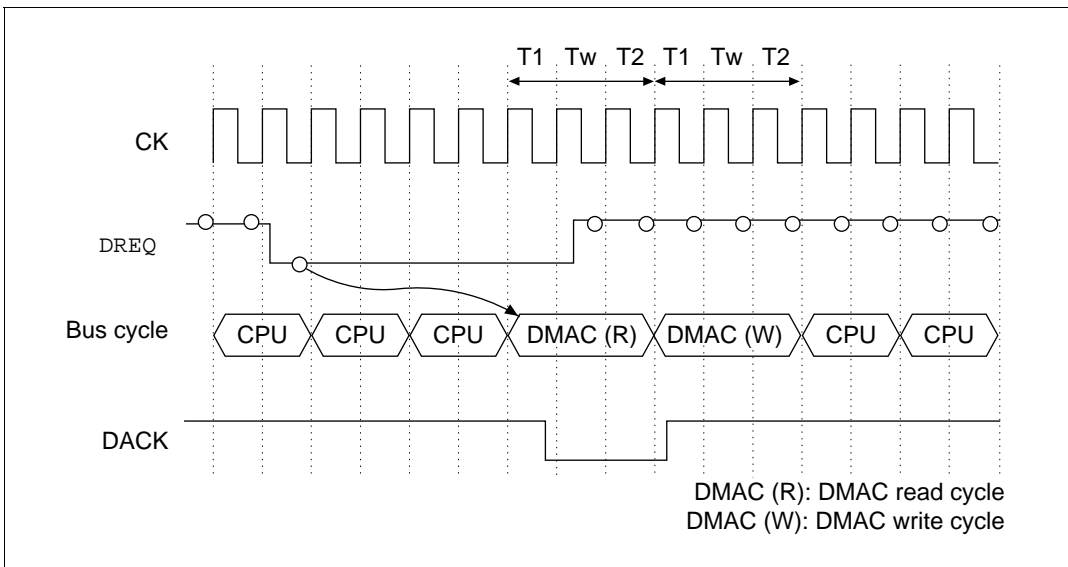 T1 Tw T2 T1 Tw T2
CK
DREQ
Bus cycle CPU CPU CPU DMAC (R) DMAC (W) CPU CPU
DACK
DMAC (R): DMAC read cycle
DMAC (W): DMAC write cycle